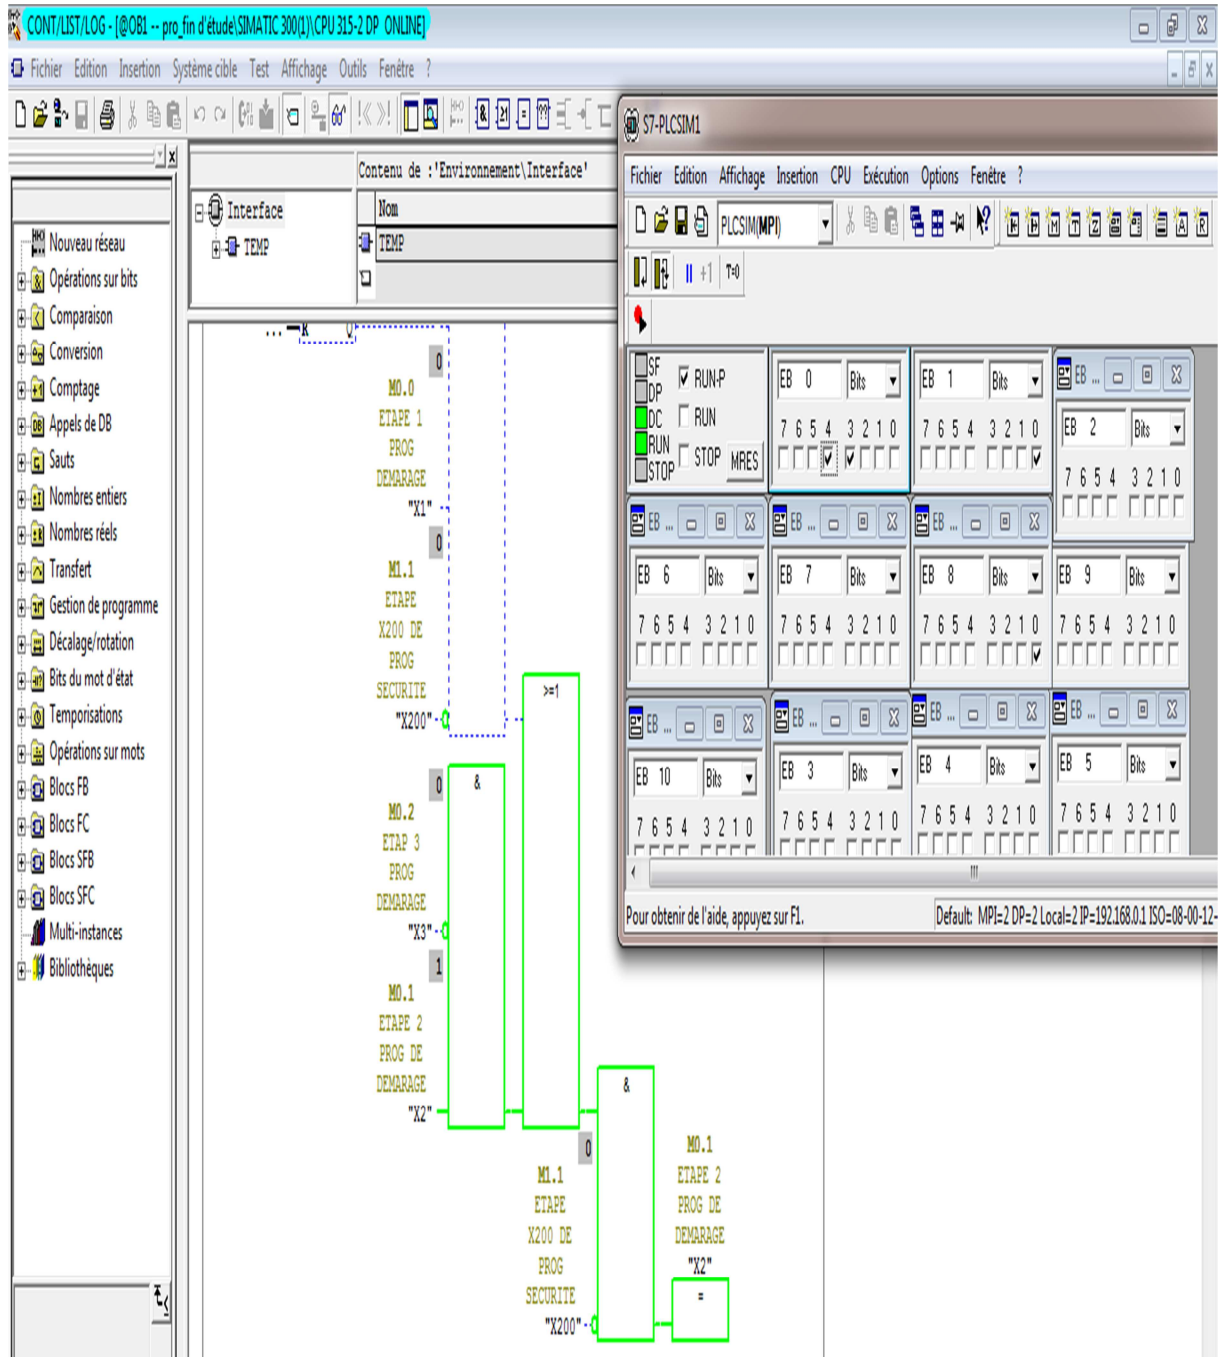 CONT/LIST/LOG - [@OB1 -- pro_fin d'étude\SIMATIC 300(1)\CPU 315-2 DP ONLINE]
Fichier Edition Insertion Système cible Test Affichage Outils Fenêtre ?
Contenu de :'Environnement\Interface'
Interface
TEMP
Nom
TEMP
Nouveau réseau
Opérations sur bits
Comparaison
Conversion
Comptage
Appels de DB
Sauts
Nombres entiers
Nombres réels
Transfert
Gestion de programme
Décalage/rotation
Bits du mot d'état
Temporisations
Opérations sur mots
Blocs FB
Blocs FC
Blocs SFB
Blocs SFC
Multi-instances
Bibliothèques
... R Q
0
M0.0
ETAPE 1
PROG
DEMARAGE
"X1"
0
M1.1
ETAPE
X200 DE
PROG
SECURITE
"X200"
>=1
0
&
M0.2
ETAP 3
PROG
DEMARAGE
"X3"
1
M0.1
ETAPE 2
PROG DE
DEMARAGE
"X2"
&
0
M1.1
ETAPE
X200 DE
PROG
SECURITE
"X200"
M0.1
ETAPE 2
PROG DE
DEMARAGE
"X2"
=
S7-PLCSIM1
Fichier Edition Affichage Insertion CPU Exécution Options Fenêtre ?
PLCSIM(MPI)
+1 T=0
SF
DP
DC
RUN
STOP
RUN-P
RUN
STOP MRES
EB 0 Bits
7 6 5 4 3 2 1 0
EB 1 Bits
7 6 5 4 3 2 1 0
EB ...
EB 2 Bits
7 6 5 4 3 2 1 0
EB ...
EB 6 Bits
7 6 5 4 3 2 1 0
EB ...
EB 7 Bits
7 6 5 4 3 2 1 0
EB ...
EB 8 Bits
7 6 5 4 3 2 1 0
EB 9 Bits
7 6 5 4 3 2 1 0
EB ...
EB 10 Bits
7 6 5 4 3 2 1 0
EB ...
EB 3 Bits
7 6 5 4 3 2 1 0
EB ...
EB 4 Bits
7 6 5 4 3 2 1 0
EB ...
EB 5 Bits
7 6 5 4 3 2 1 0
Pour obtenir de l'aide, appuyez sur F1.
Default: MPI=2 DP=2 Local=2 IP=192.168.0.1 ISO=08-00-12-